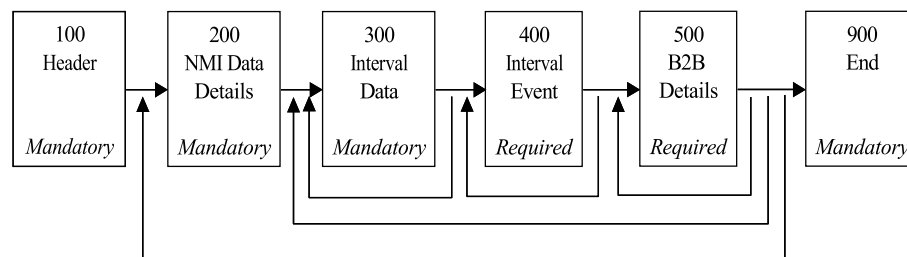 100
Header
Mandatory
200
NMI Data
Details
Mandatory
300
Interval
Data
Mandatory
400
Interval
Event
Required
500
B2B
Details
Required
900
End
Mandatory